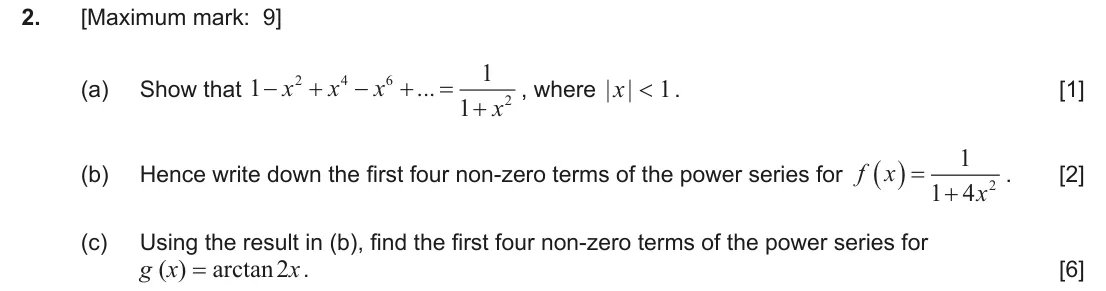 2. [Maximum mark: 9]
(a) Show that 1 − x² + x⁴ − x⁶ + ... = 1/(1 + x²), where |x| < 1. [1]
(b) Hence write down the first four non-zero terms of the power series for f(x) = 1/(1 + 4x²). [2]
(c) Using the result in (b), find the first four non-zero terms of the power series for
g(x) = arctan 2x. [6]